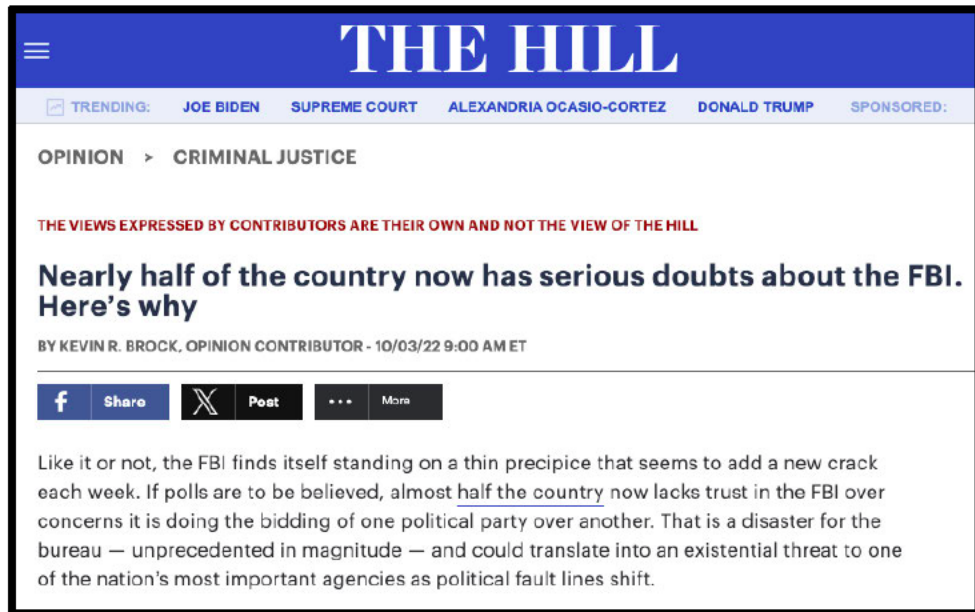 THE HILL
TRENDING: JOE BIDEN SUPREME COURT ALEXANDRIA OCASIO-CORTEZ DONALD TRUMP SPONSORED:
OPINION > CRIMINAL JUSTICE
THE VIEWS EXPRESSED BY CONTRIBUTORS ARE THEIR OWN AND NOT THE VIEW OF THE HILL
Nearly half of the country now has serious doubts about the FBI.
Here's why
BY KEVIN R. BROCK, OPINION CONTRIBUTOR - 10/03/22 9:00 AM ET
f Share X Post ••• More
Like it or not, the FBI finds itself standing on a thin precipice that seems to add a new crack
each week. If polls are to be believed, almost half the country now lacks trust in the FBI over
concerns it is doing the bidding of one political party over another. That is a disaster for the
bureau — unprecedented in magnitude — and could translate into an existential threat to one
of the nation's most important agencies as political fault lines shift.